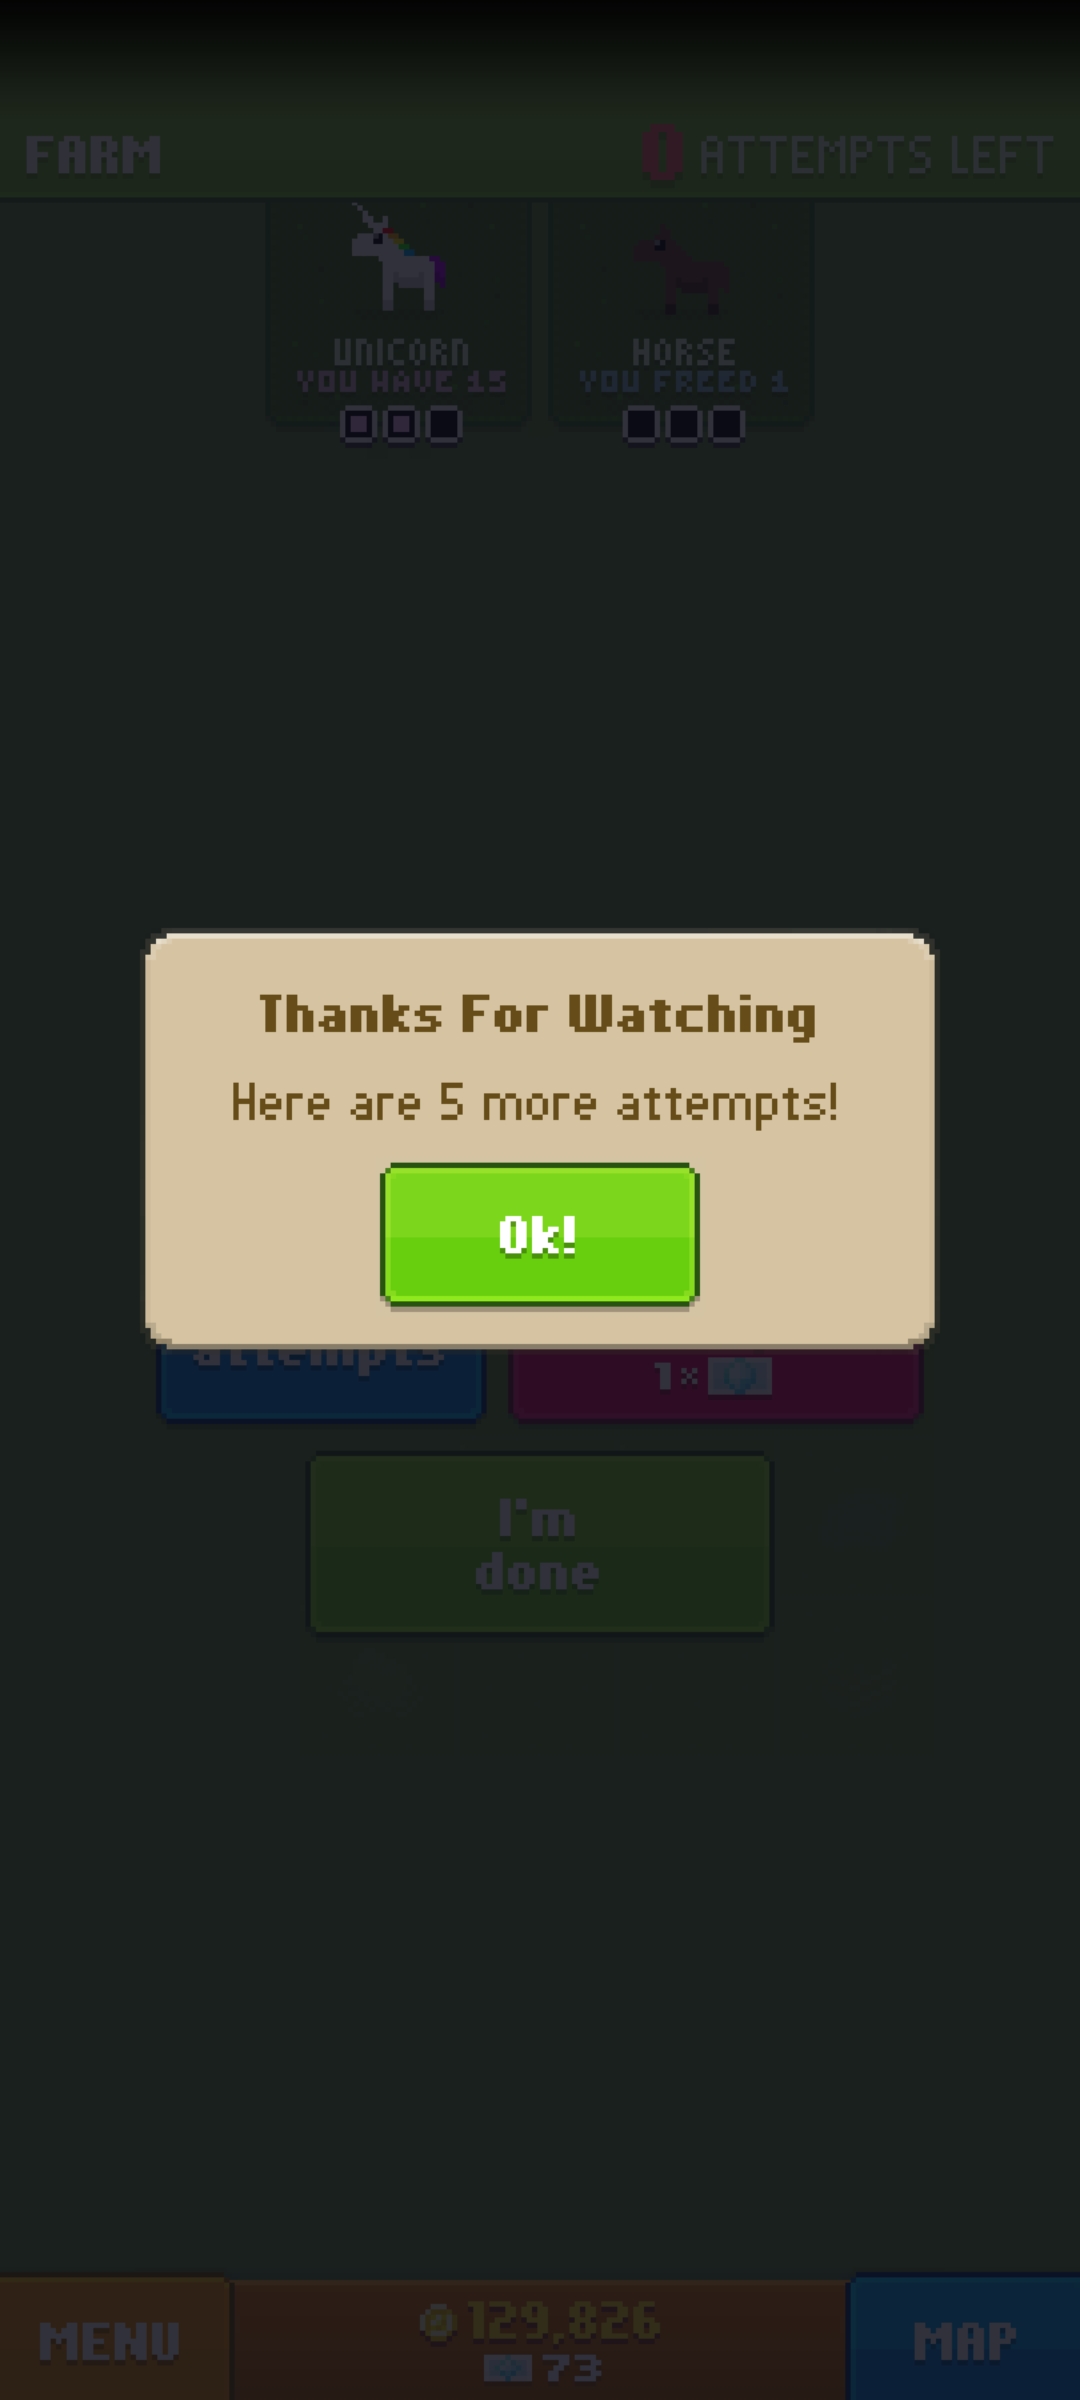 FARM
0 ATTEMPTS LEFT
UNICORN
YOU HAVE 15
HORSE
YOU FREED 1
Thanks For Watching
Here are 5 more attempts!
Ok!
attempts
1×
I'm
done
MENU
129,826
73
MAP